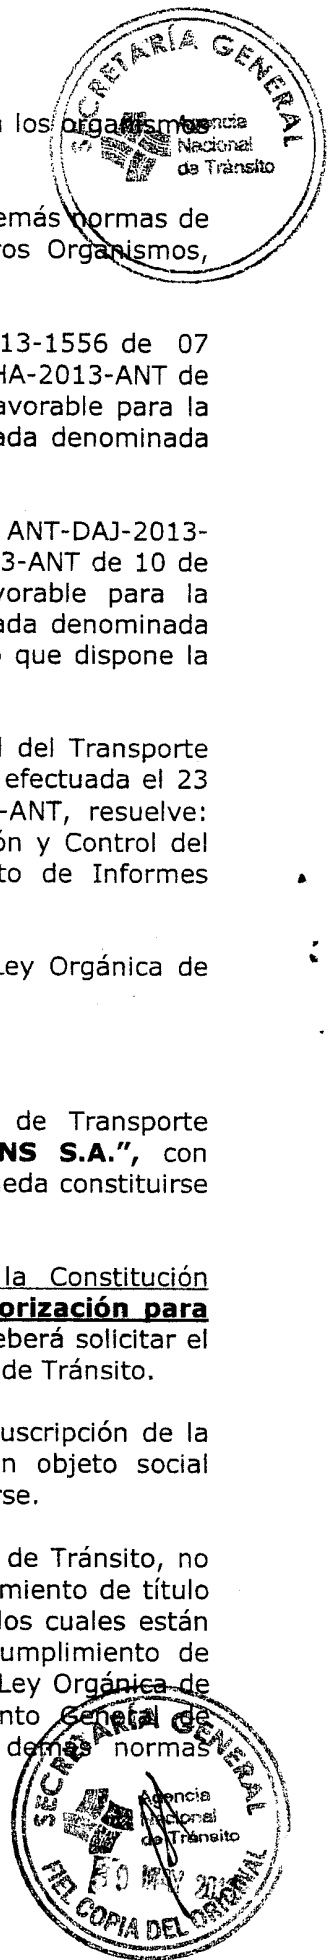 SECRETARÍA GENERAL
Agencia
Nacional
de Tránsito
los organismos
demás normas de
ros Organismos,
13-1556 de 07
HA-2013-ANT de
avorable para la
ada denominada
ANT-DAJ-2013-
3-ANT de 10 de
vorable para la
ada denominada
que dispone la
del Transporte
efectuada el 23
-ANT, resuelve:
ón y Control del
to de Informes
Ley Orgánica de
de Transporte
NS S.A.”, con
eda constituirse
la Constitución
orización para
eberá solicitar el
de Tránsito.
uscripción de la
n objeto social
rse.
de Tránsito, no
miento de título
los cuales están
umplimiento de
Ley Orgánica de
nto General de
demás normas
SECRETARÍA GENERAL
Agencia
Nacional
de Tránsito
FIEL COPIA DEL ORIGINAL